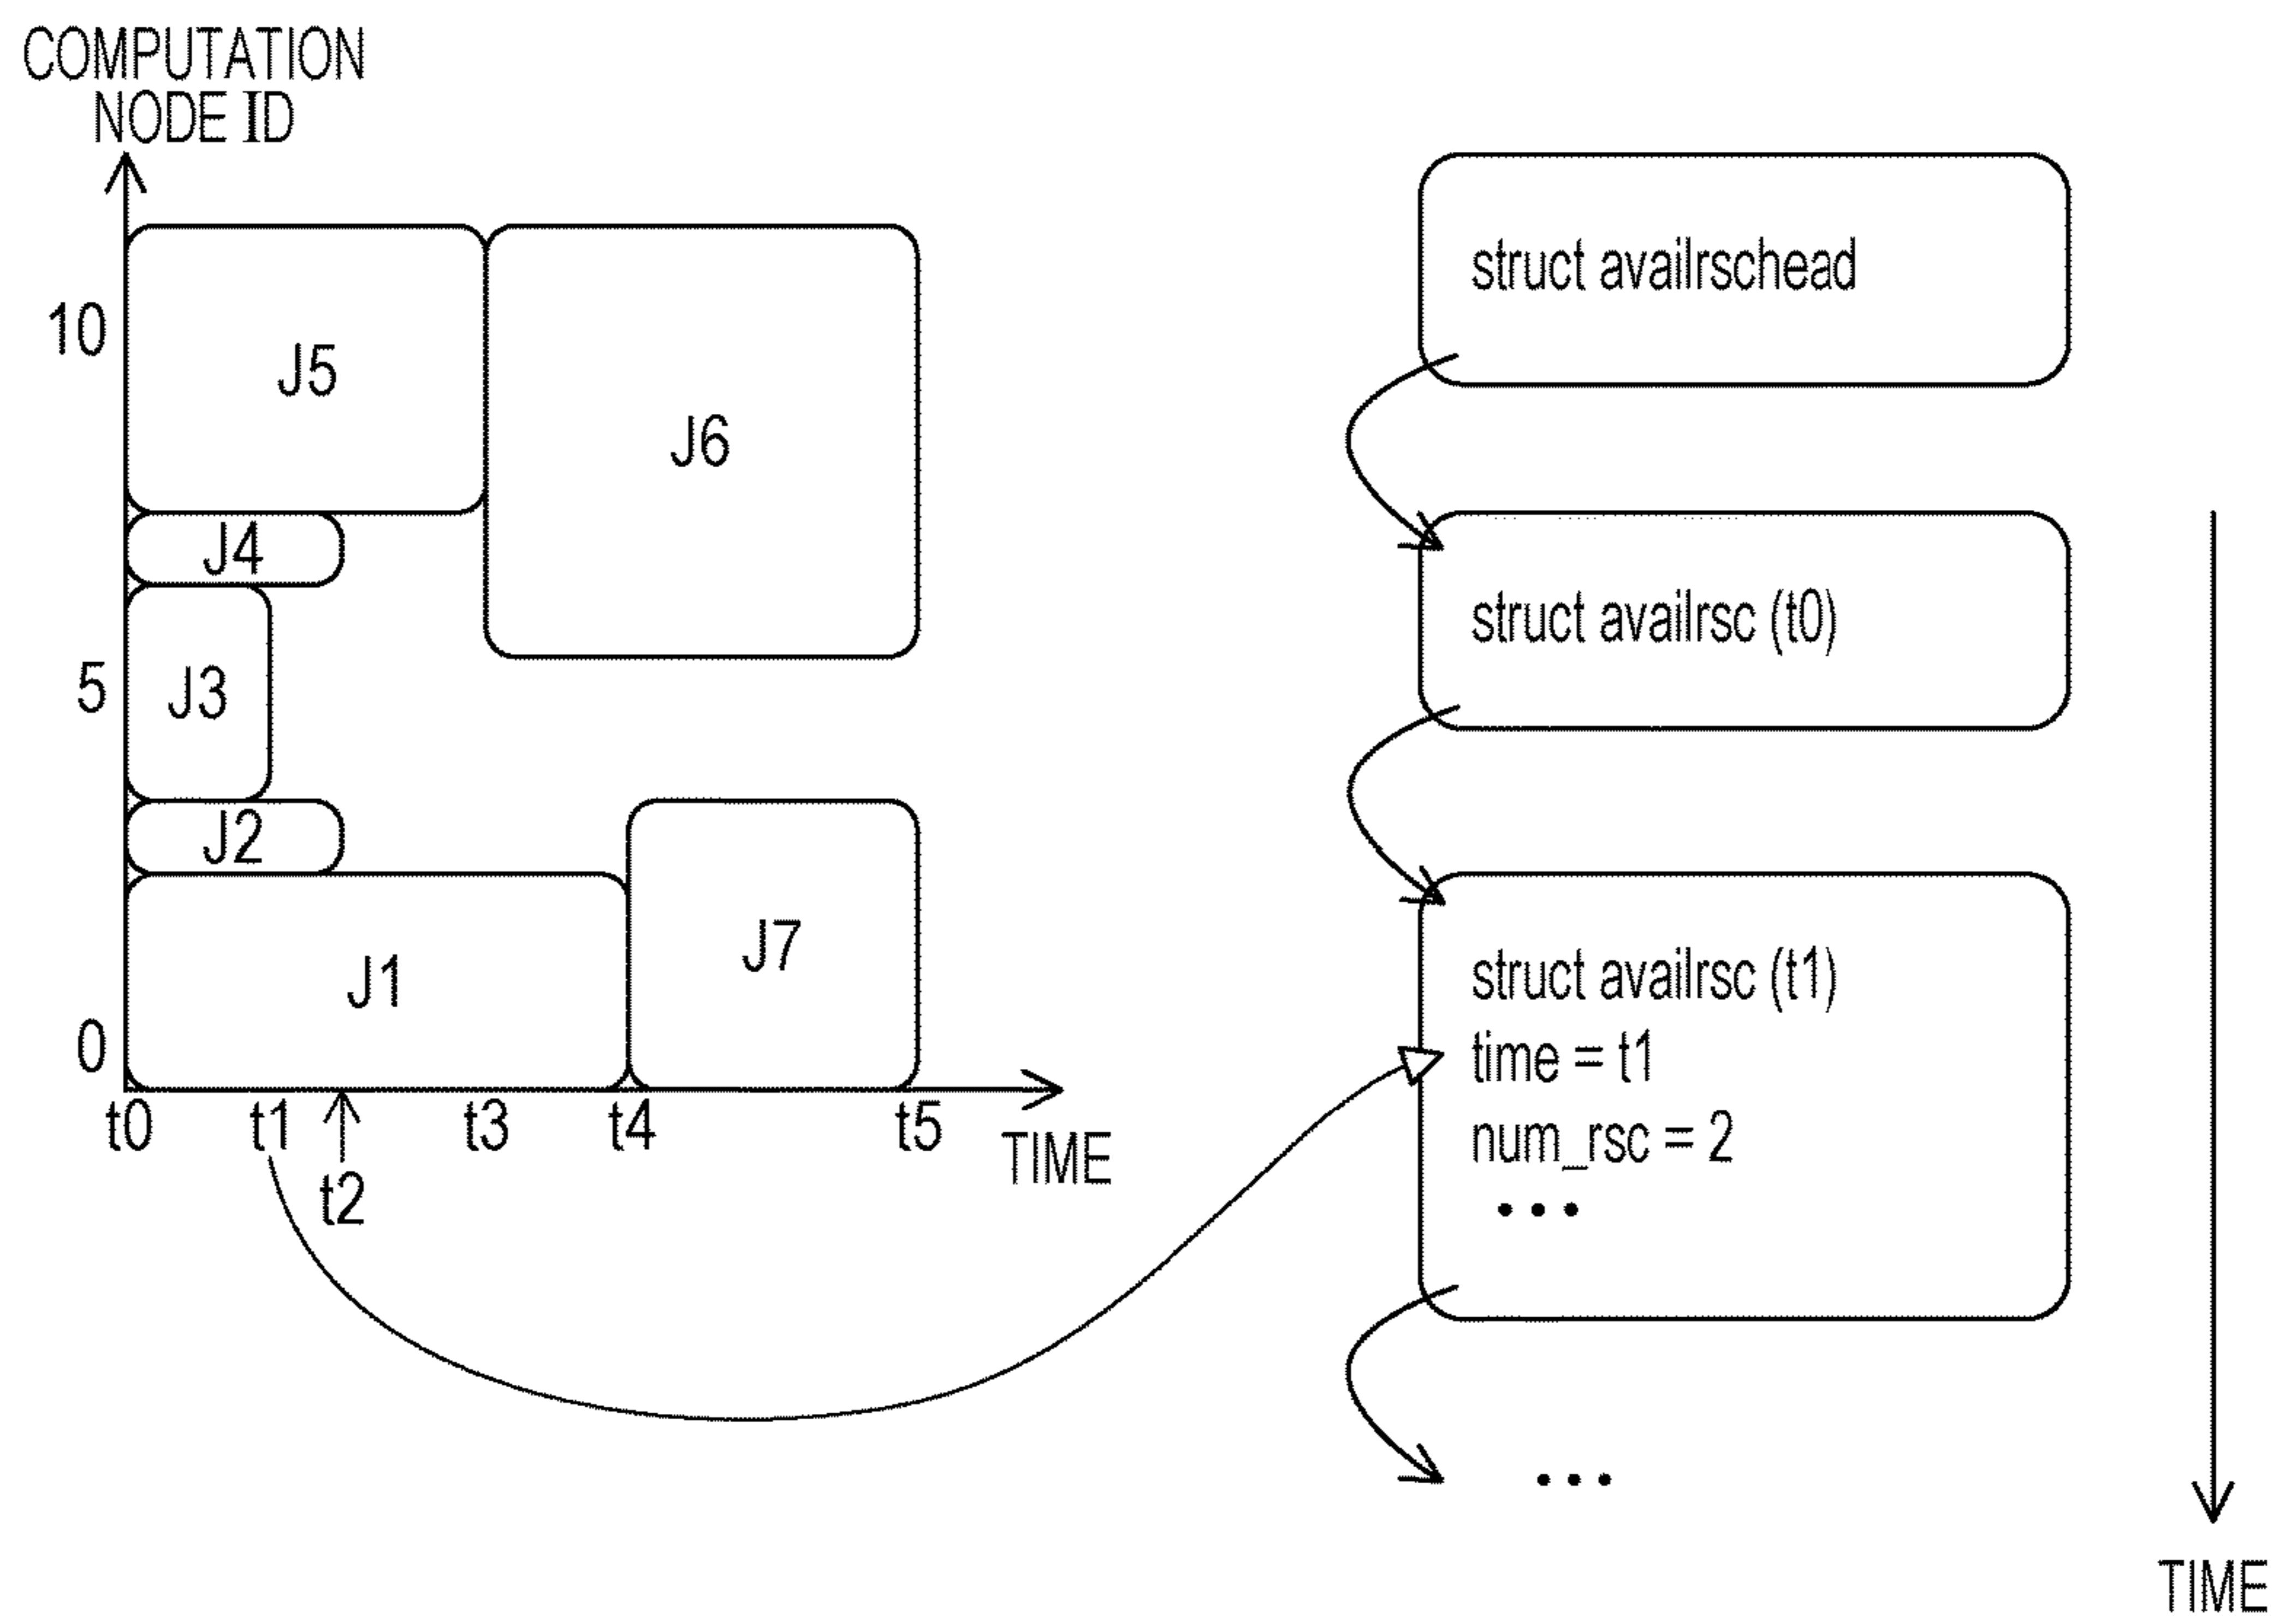 COMPUTATION
NODE ID
10
5
0
J5
J6
J4
J3
J2
J1
J7
t0
t1
t2
t3
t4
t5
TIME
struct availrschead
struct availrsc (t0)
struct availrsc (t1)
time = t1
num_rsc = 2
•••
•••
TIME